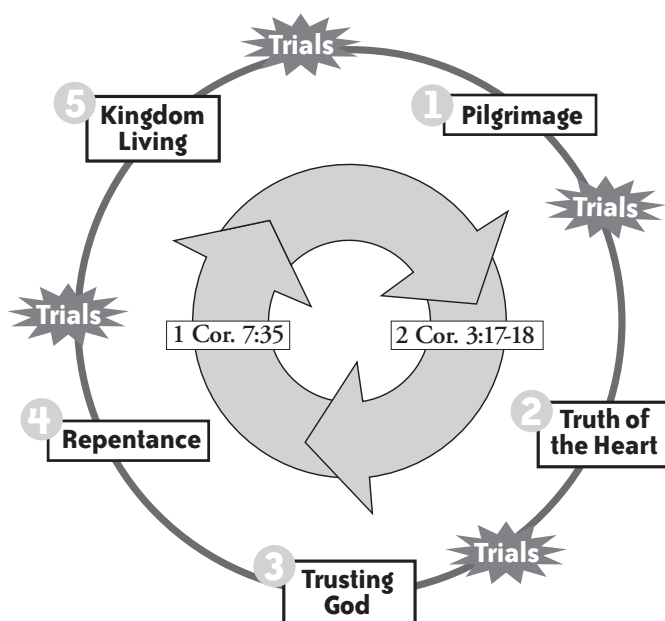 Trials
5
Kingdom
Living
1
Pilgrimage
Trials
Trials
1 Cor. 7:35
2 Cor. 3:17-18
4
Repentance
2
Truth of
the Heart
Trials
3
Trusting
God